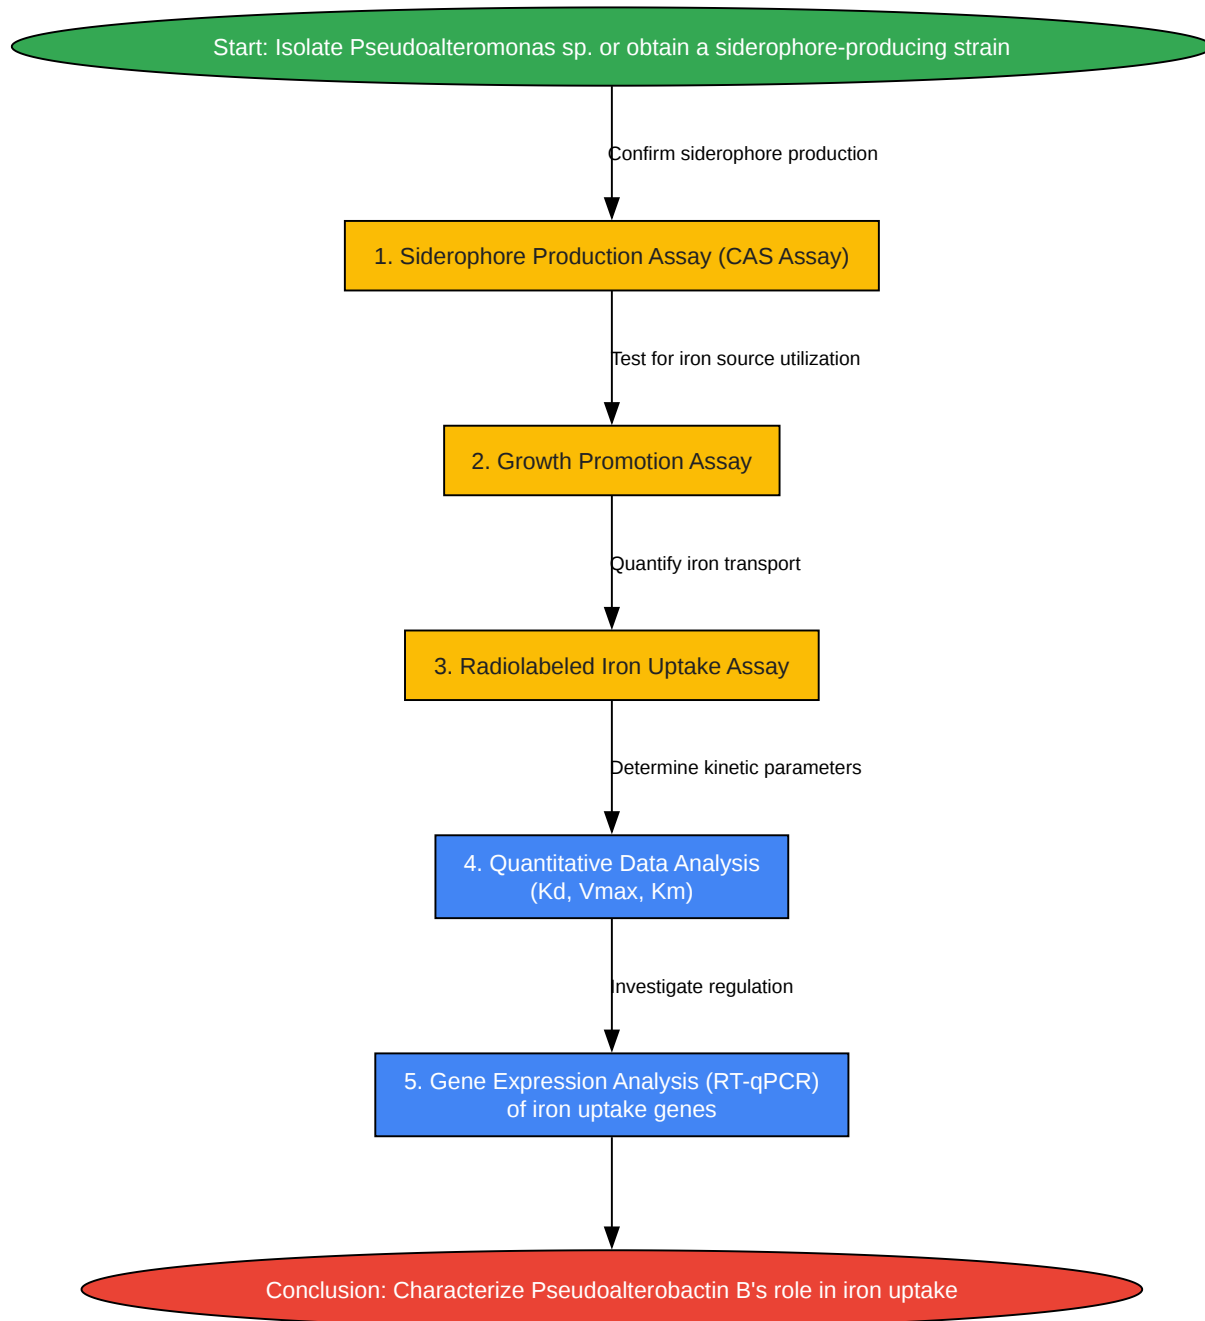 Start: Isolate Pseudoalteromonas sp. or obtain a siderophore-producing strain
Confirm siderophore production
1. Siderophore Production Assay (CAS Assay)
Test for iron source utilization
2. Growth Promotion Assay
Quantify iron transport
3. Radiolabeled Iron Uptake Assay
Determine kinetic parameters
4. Quantitative Data Analysis
(Kd, Vmax, Km)
Investigate regulation
5. Gene Expression Analysis (RT-qPCR)
of iron uptake genes
Conclusion: Characterize Pseudoalterobactin B's role in iron uptake